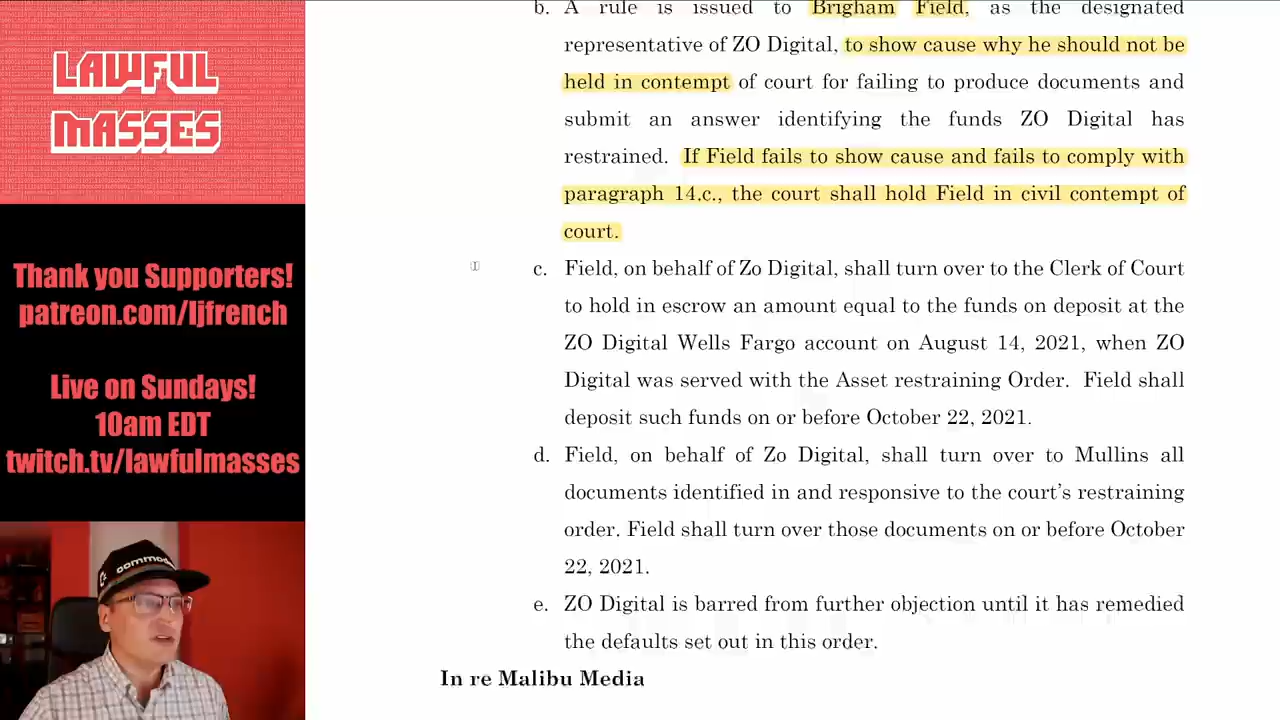 LAWFUL
MASSES
Thank you Supporters!
patreon.com/ljfrench
Live on Sundays!
10am EDT
twitch.tv/lawfulmasses
b. A rule is issued to Brigham Field, as the designated
representative of ZO Digital, to show cause why he should not be
held in contempt of court for failing to produce documents and
submit an answer identifying the funds ZO Digital has
restrained. If Field fails to show cause and fails to comply with
paragraph 14.c., the court shall hold Field in civil contempt of
court.
c. Field, on behalf of Zo Digital, shall turn over to the Clerk of Court
to hold in escrow an amount equal to the funds on deposit at the
ZO Digital Wells Fargo account on August 14, 2021, when ZO
Digital was served with the Asset restraining Order. Field shall
deposit such funds on or before October 22, 2021.
d. Field, on behalf of Zo Digital, shall turn over to Mullins all
documents identified in and responsive to the court's restraining
order. Field shall turn over those documents on or before October
22, 2021.
e. ZO Digital is barred from further objection until it has remedied
the defaults set out in this order.
In re Malibu Media